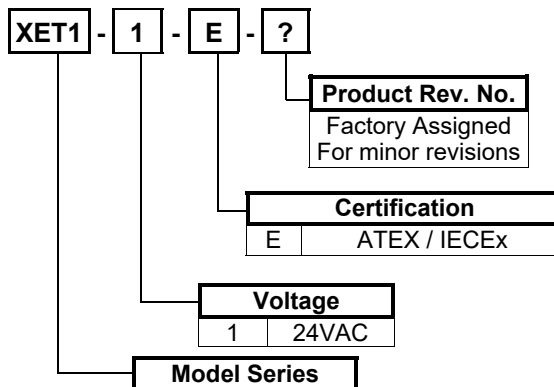 XET1 - 1 - E - ?
Product Rev. No.
Factory Assigned
For minor revisions
Certification
E ATEX / IECEx
Voltage
1 24VAC
Model Series